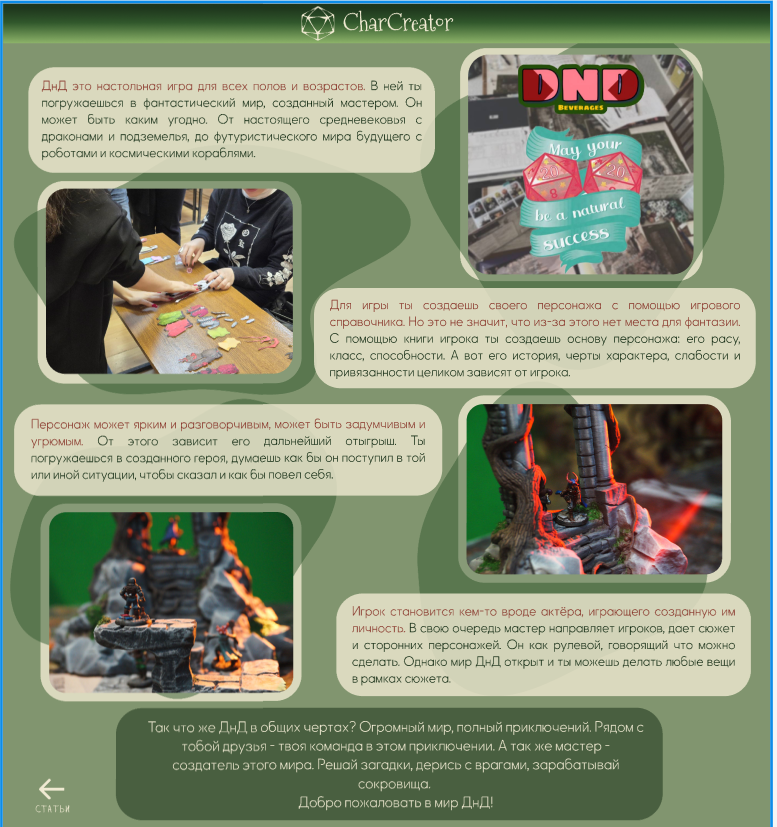 CharCreator
ДнД это настольная игра для всех полов и возрастов. В ней ты
погружаешься в фантастический мир, созданный мастером. Он
может быть каким угодно. От настоящего средневековья с
драконами и подземелья, до футуристического мира будущего с
роботами и космическими кораблями.
DND
BEVERAGES
May your
20
20
8
8
be a natural
success
Для игры ты создаешь своего персонажа с помощью игрового
справочника. Но это не значит, что из-за этого нет места для фантазии.
С помощью книги игрока ты создаешь основу персонажа: его расу,
класс, способности. А вот его история, черты характера, слабости и
привязанности целиком зависят от игрока.
Персонаж может ярким и разговорчивым, может быть задумчивым и
угрюмым. От этого зависит его дальнейший отыгрыш. Ты
погружаешься в созданного героя, думаешь как бы он поступил в той
или иной ситуации, чтобы сказал и как бы повел себя.
Игрок становится кем-то вроде актёра, играющего созданную им
личность. В свою очередь мастер направляет игроков, дает сюжет
и сторонних персонажей. Он как рулевой, говорящий что можно
сделать. Однако мир ДнД открыт и ты можешь делать любые вещи
в рамках сюжета.
Так что же ДнД в общих чертах? Огромный мир, полный приключений. Рядом с
тобой друзья - твоя команда в этом приключении. А так же мастер -
создатель этого мира. Решай загадки, дерись с врагами, зарабатывай
сокровища.
Добро пожаловать в мир ДнД!
СТАТЬИ